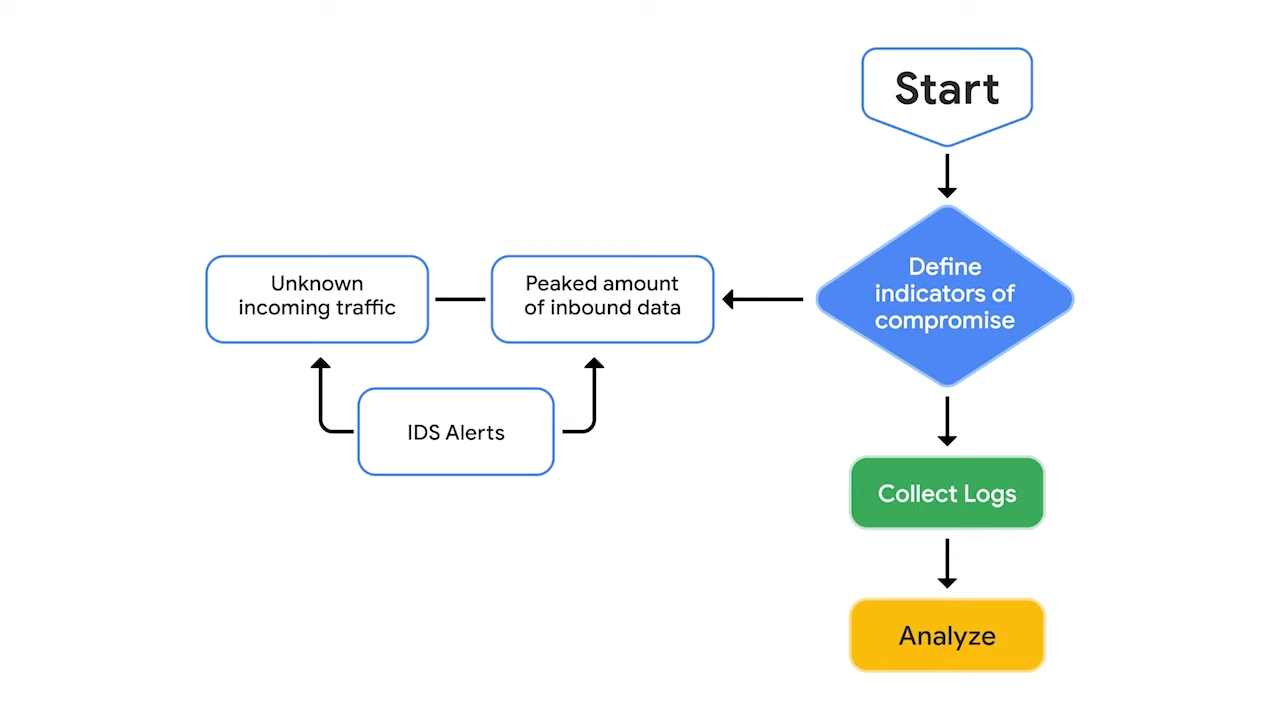 Start
Define
indicators of
compromise
Unknown
incoming traffic
Peaked amount
of inbound data
IDS Alerts
Collect Logs
Analyze